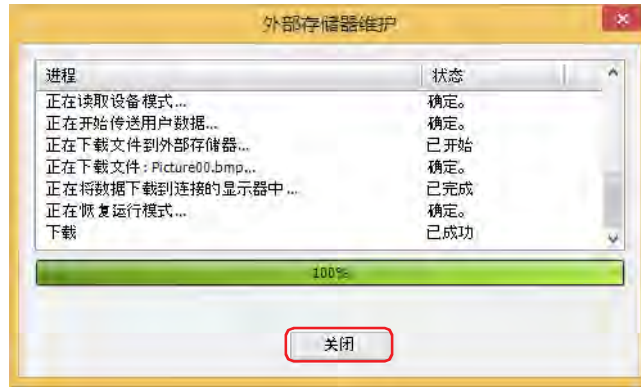 外部存储器维护
进程 状态
正在读取设备模式... 确定。
正在开始传送用户数据... 确定。
正在下载文件到外部存储器... 已开始
正在下载文件:Picture00.bmp... 确定。
正在将数据下载到连接的显示器中... 已完成
正在恢复运行模式... 确定。
下载 已成功
100%
关闭